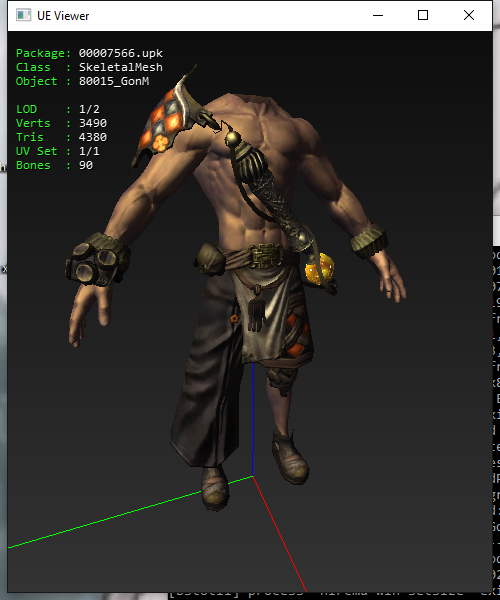 UE Viewer
Package: 00007566.upk
Class : SkeletalMesh
Object : 80015_GonM
LOD : 1/2
Verts : 3490
Tris : 4380
UV Set : 1/1
Bones : 90